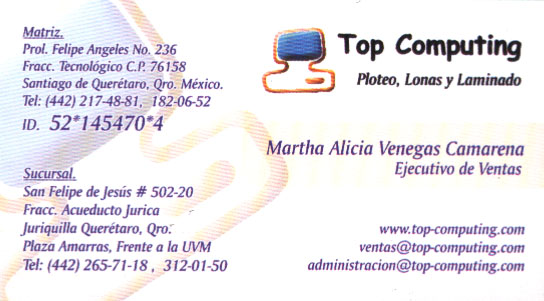 Matriz.
Prol. Felipe Angeles No. 236
Fracc. Tecnológico C.P. 76158
Santiago de Querétaro, Qro. México.
Tel: (442) 217-48-81, 182-06-52
ID. 52*145470*4
Sucursal.
San Felipe de Jesús # 502-20
Fracc. Acueducto Jurica
Juriquilla Querétaro, Qro.
Plaza Amarras, Frente a la UVM
Tel: (442) 265-71-18 , 312-01-50
Top Computing
Ploteo, Lonas y Laminado
Martha Alicia Venegas Camarena
Ejecutivo de Ventas
www.top-computing.com
ventas@top-computing.com
administracion@top-computing.com